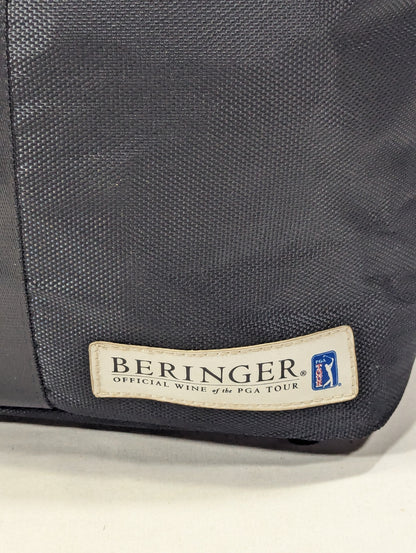 BERINGER®
OFFICIAL WINE of the PGA TOUR
PGA
TOUR
®